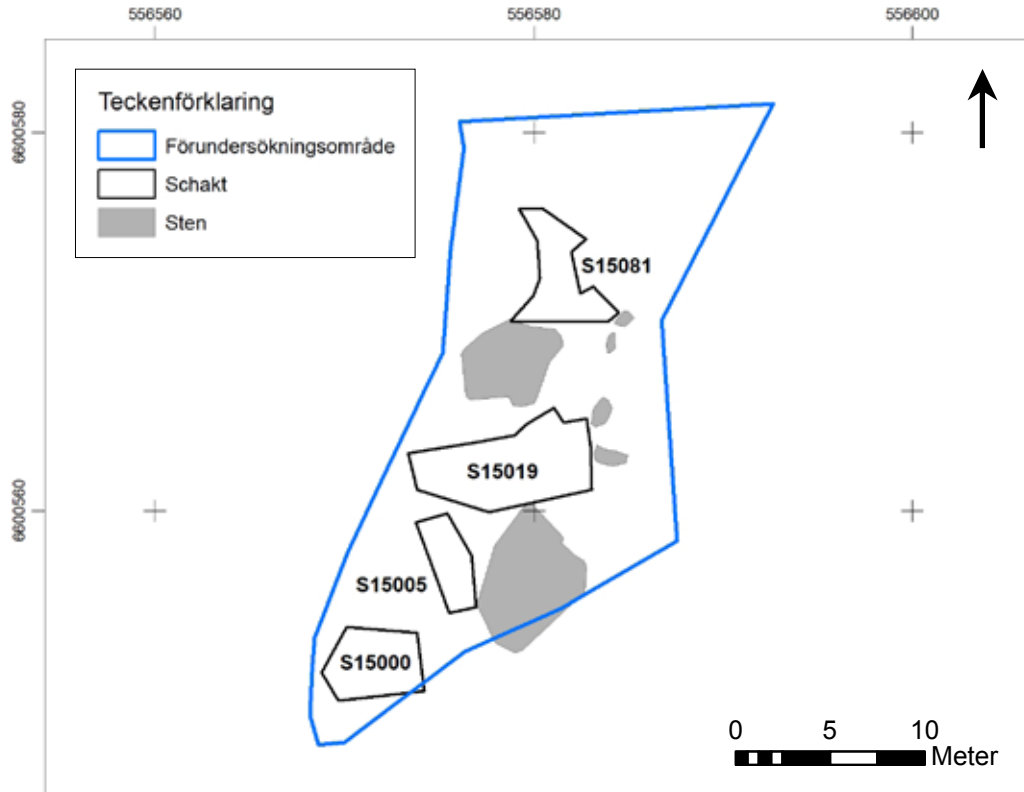 556560 556580 556600
6600580
Teckenförklaring
Förundersökningsområde
Schakt
Sten
S15081
S15019
6600560
S15005
S15000
0 5 10
Meter